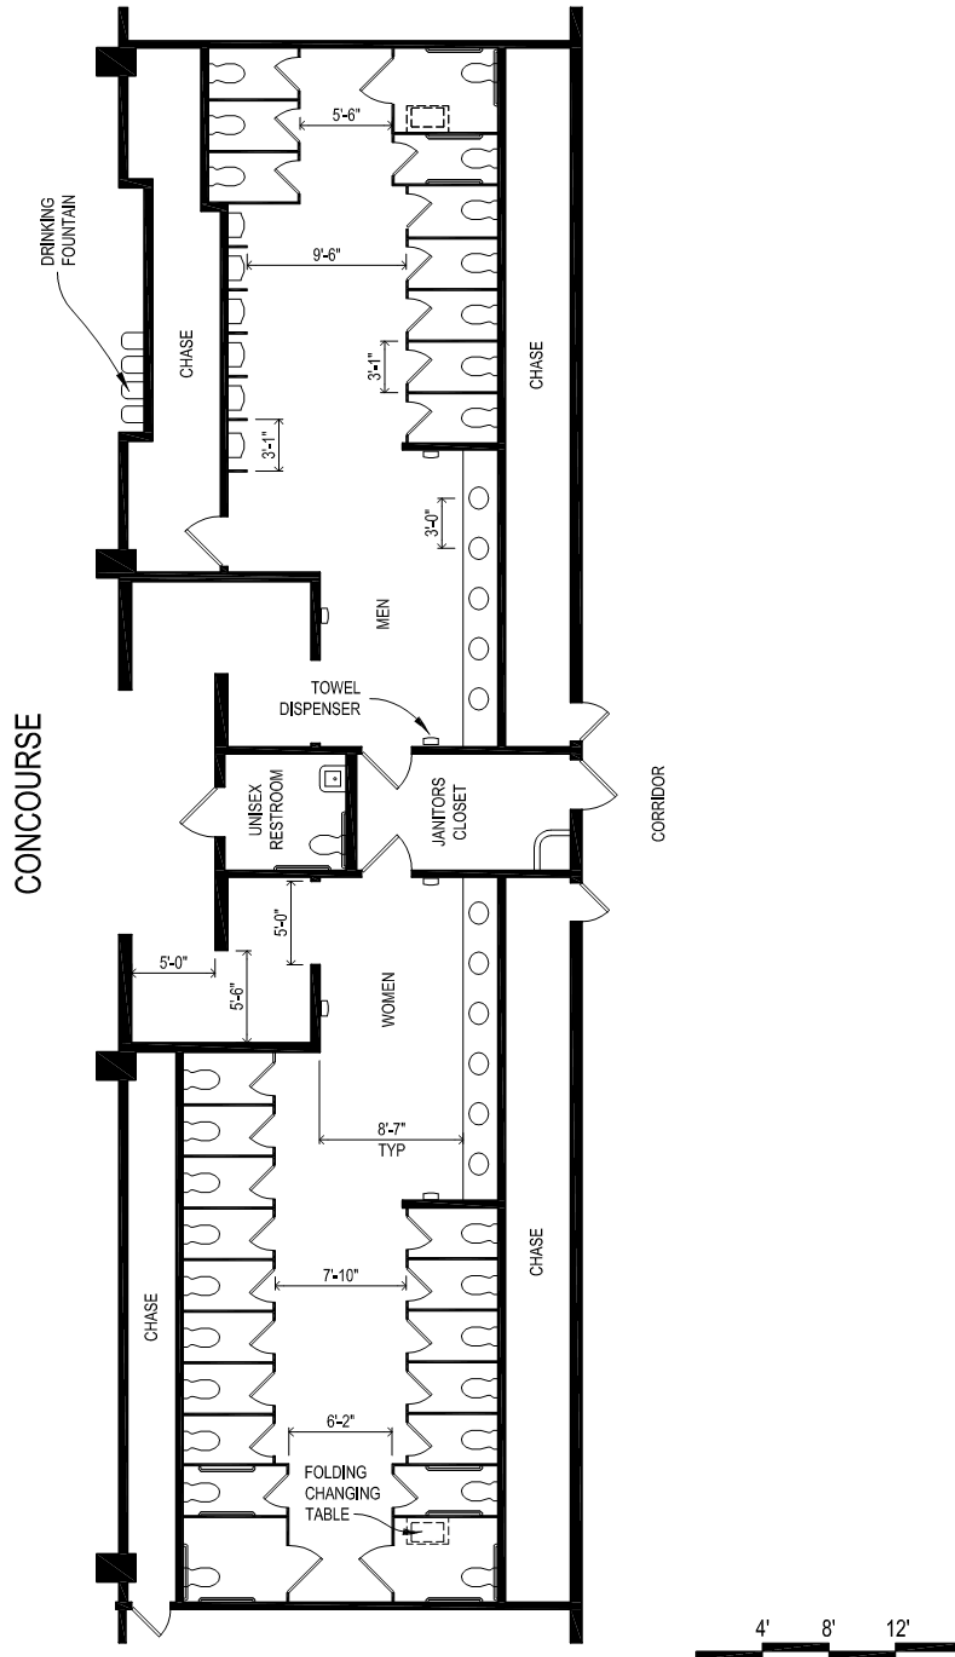 5'-6"
DRINKING
FOUNTAIN
9'-6"
CHASE
CHASE
3'-1"
3'-1"
3'-0"
MEN
TOWEL
DISPENSER
CONCOURSE
UNISEX
RESTROOM
JANITORS
CLOSET
CORRIDOR
5'-0"
5'-0"
5'-6"
WOMEN
8'-7"
TYP
CHASE
7'-10"
CHASE
6'-2"
FOLDING
CHANGING
TABLE
4' 8' 12'